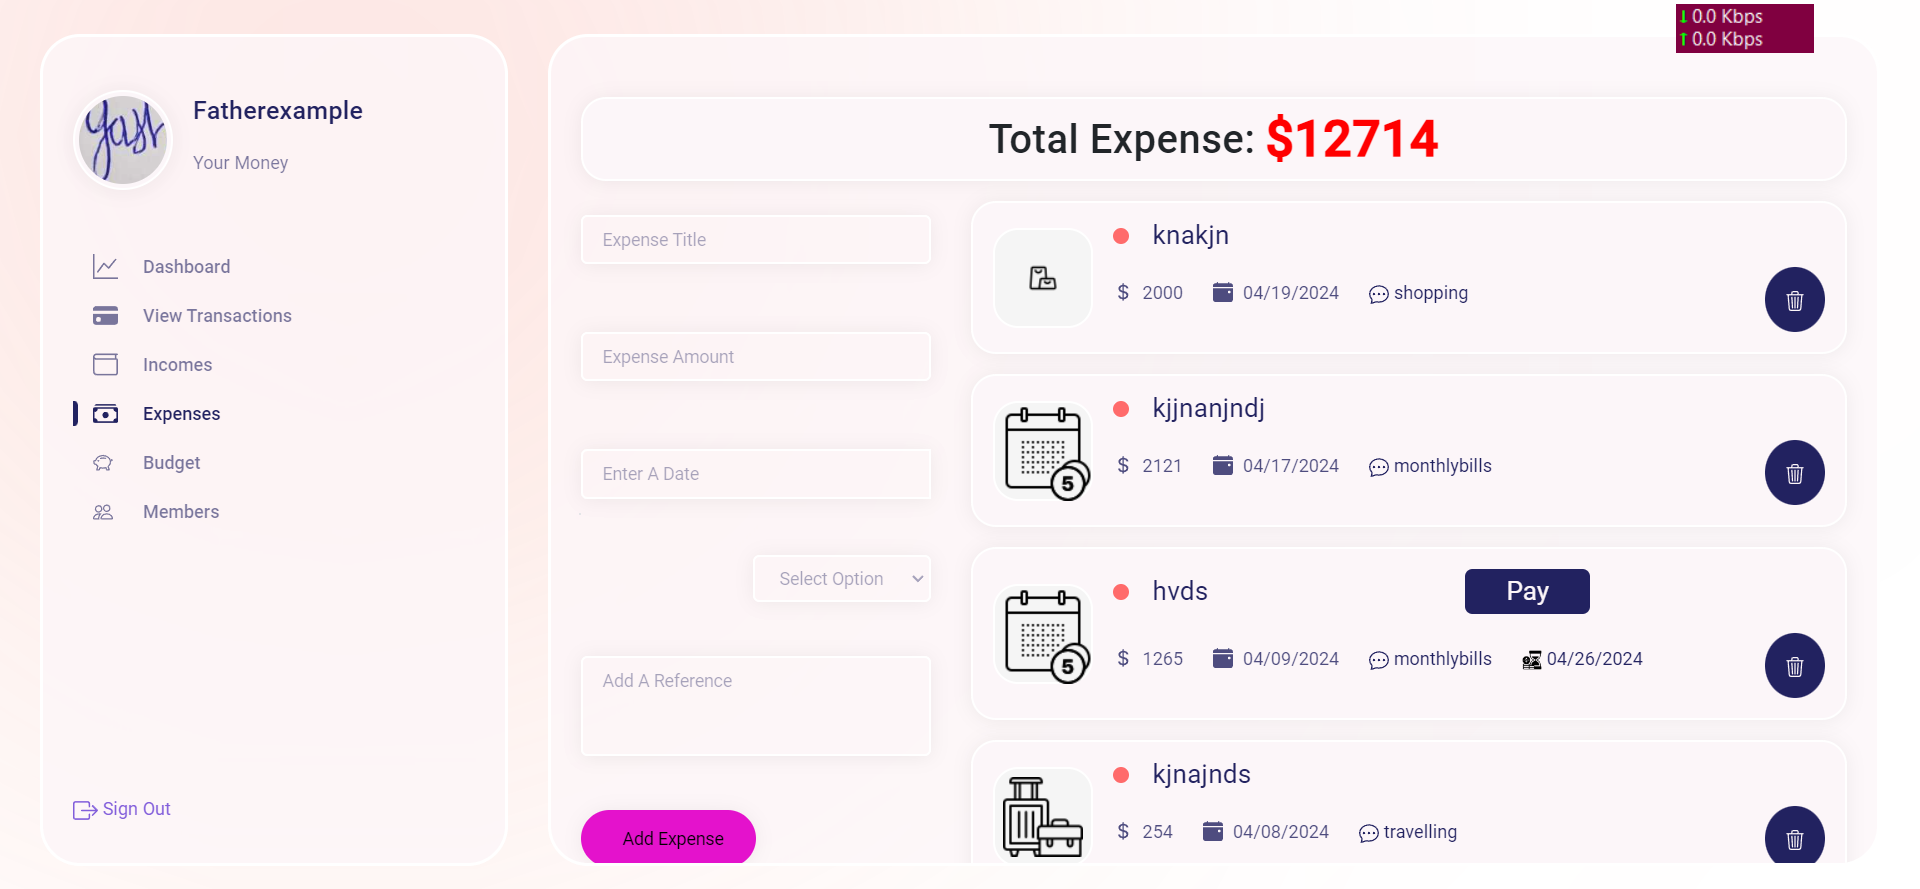 0.0 Kbps
0.0 Kbps
yash
Fatherexample
Your Money
Dashboard
View Transactions
Incomes
Expenses
Budget
Members
Sign Out
Total Expense: $12714
Expense Title
Expense Amount
Enter A Date
Select Option
Add A Reference
Add Expense
knakjn
$ 2000 04/19/2024 shopping
kjjnanjndj
5
$ 2121 04/17/2024 monthlybills
hvds
Pay
5
$ 1265 04/09/2024 monthlybills 04/26/2024
kjnajnds
$ 254 04/08/2024 travelling